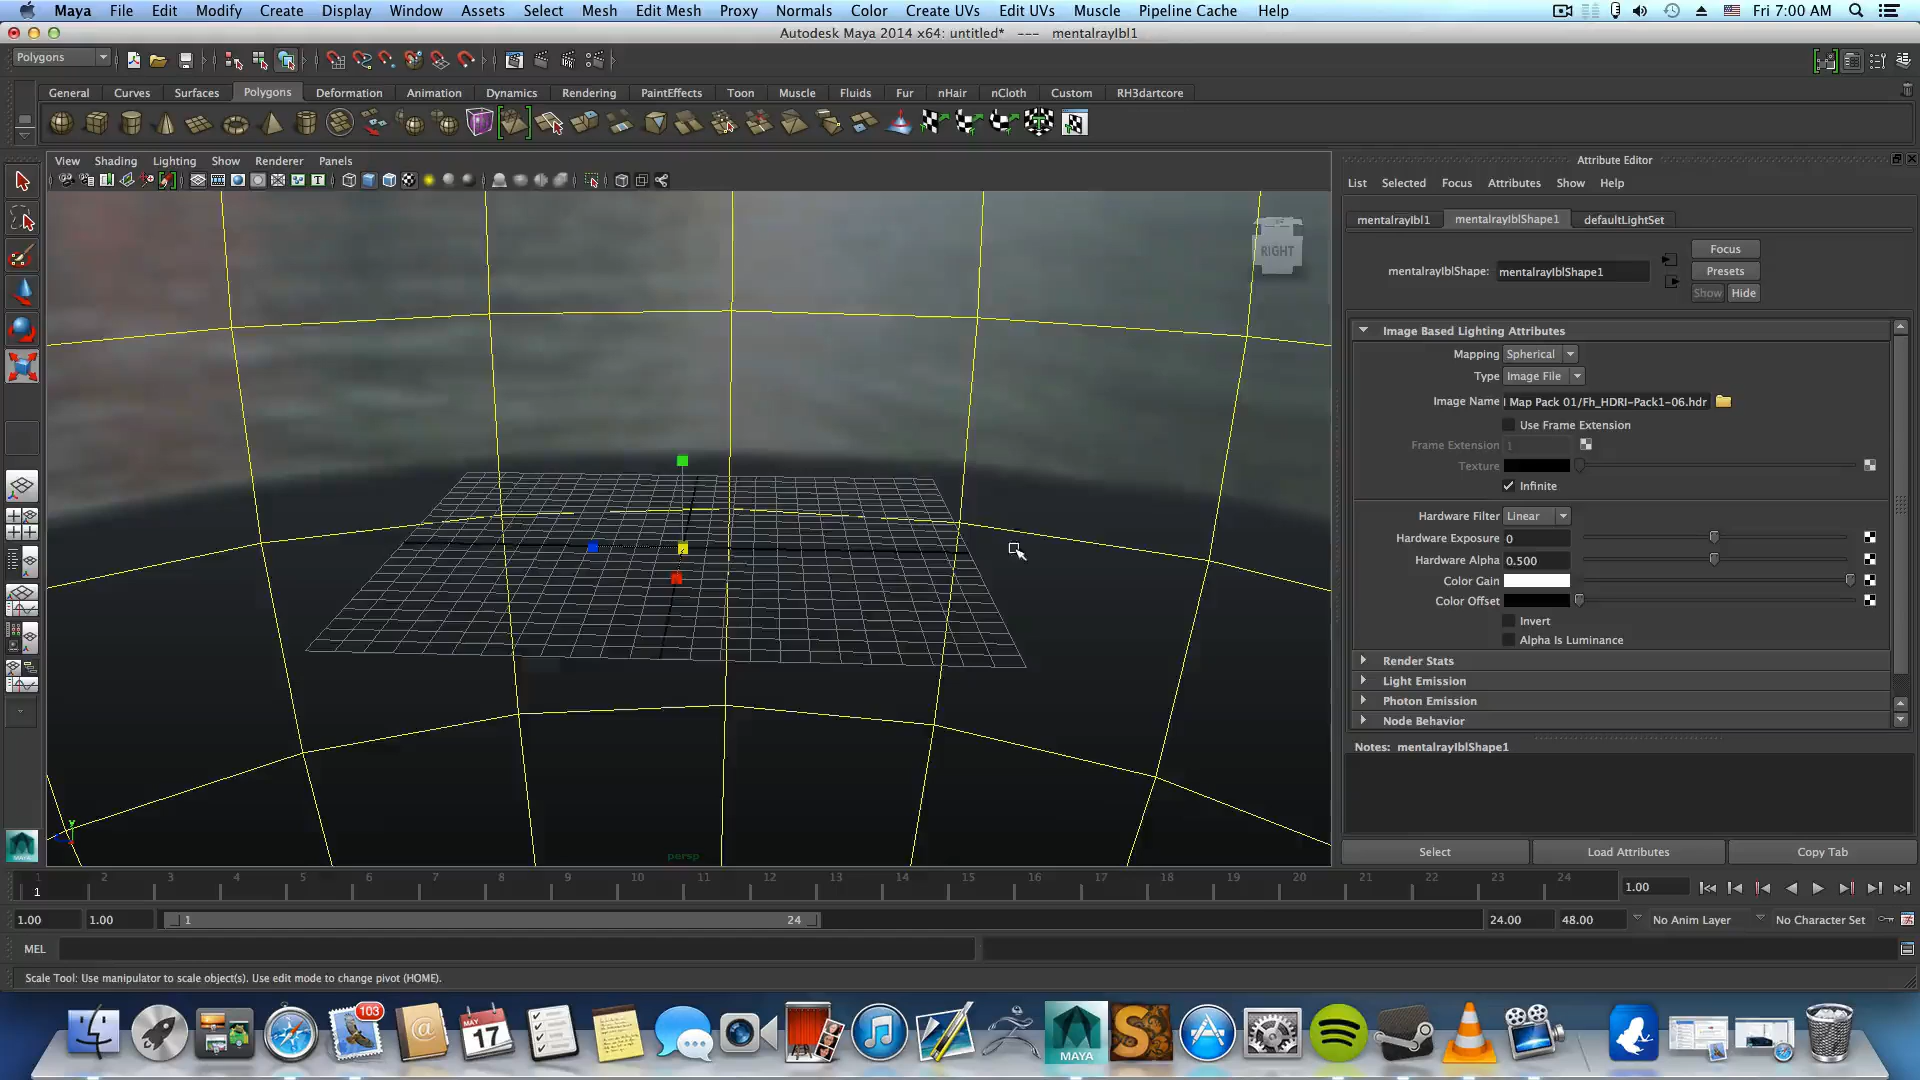 Maya File Edit Modify Create Display Window Assets Select Mesh Edit Mesh Proxy Normals Color Create UVs Edit UVs Muscle Pipeline Cache Help Fri 7:00 AM
Autodesk Maya 2014 x64: untitled* --- mentalrayIbl1
Polygons
General Curves Surfaces Polygons Deformation Animation Dynamics Rendering PaintEffects Toon Muscle Fluids Fur nHair nCloth Custom RH3dartcore
View Shading Lighting Show Renderer Panels
Attribute Editor
List Selected Focus Attributes Show Help
mentalrayIbl1 mentalrayIblShape1 defaultLightSet
RIGHT
Focus
mentalrayIblShape: mentalrayIblShape1
Presets
Show Hide
Image Based Lighting Attributes
Mapping Spherical
Type Image File
Image Name Map Pack 01/Fh_HDRI-Pack1-06.hdr
Use Frame Extension
Frame Extension 1
Texture
Infinite
Hardware Filter Linear
Hardware Exposure 0
Hardware Alpha 0.500
Color Gain
Color Offset
Invert
Alpha Is Luminance
Render Stats
Light Emission
Photon Emission
Node Behavior
Notes: mentalrayIblShape1
persp
y
Select Load Attributes Copy Tab
1 2 3 4 5 6 7 8 9 10 11 12 13 14 15 16 17 18 19 20 21 22 23 24
1 1.00
1.00 1.00 1 24 24.00 48.00 No Anim Layer No Character Set
MEL
Scale Tool: Use manipulator to scale object(s). Use edit mode to change pivot (HOME).
103
MAY
17
MAYA